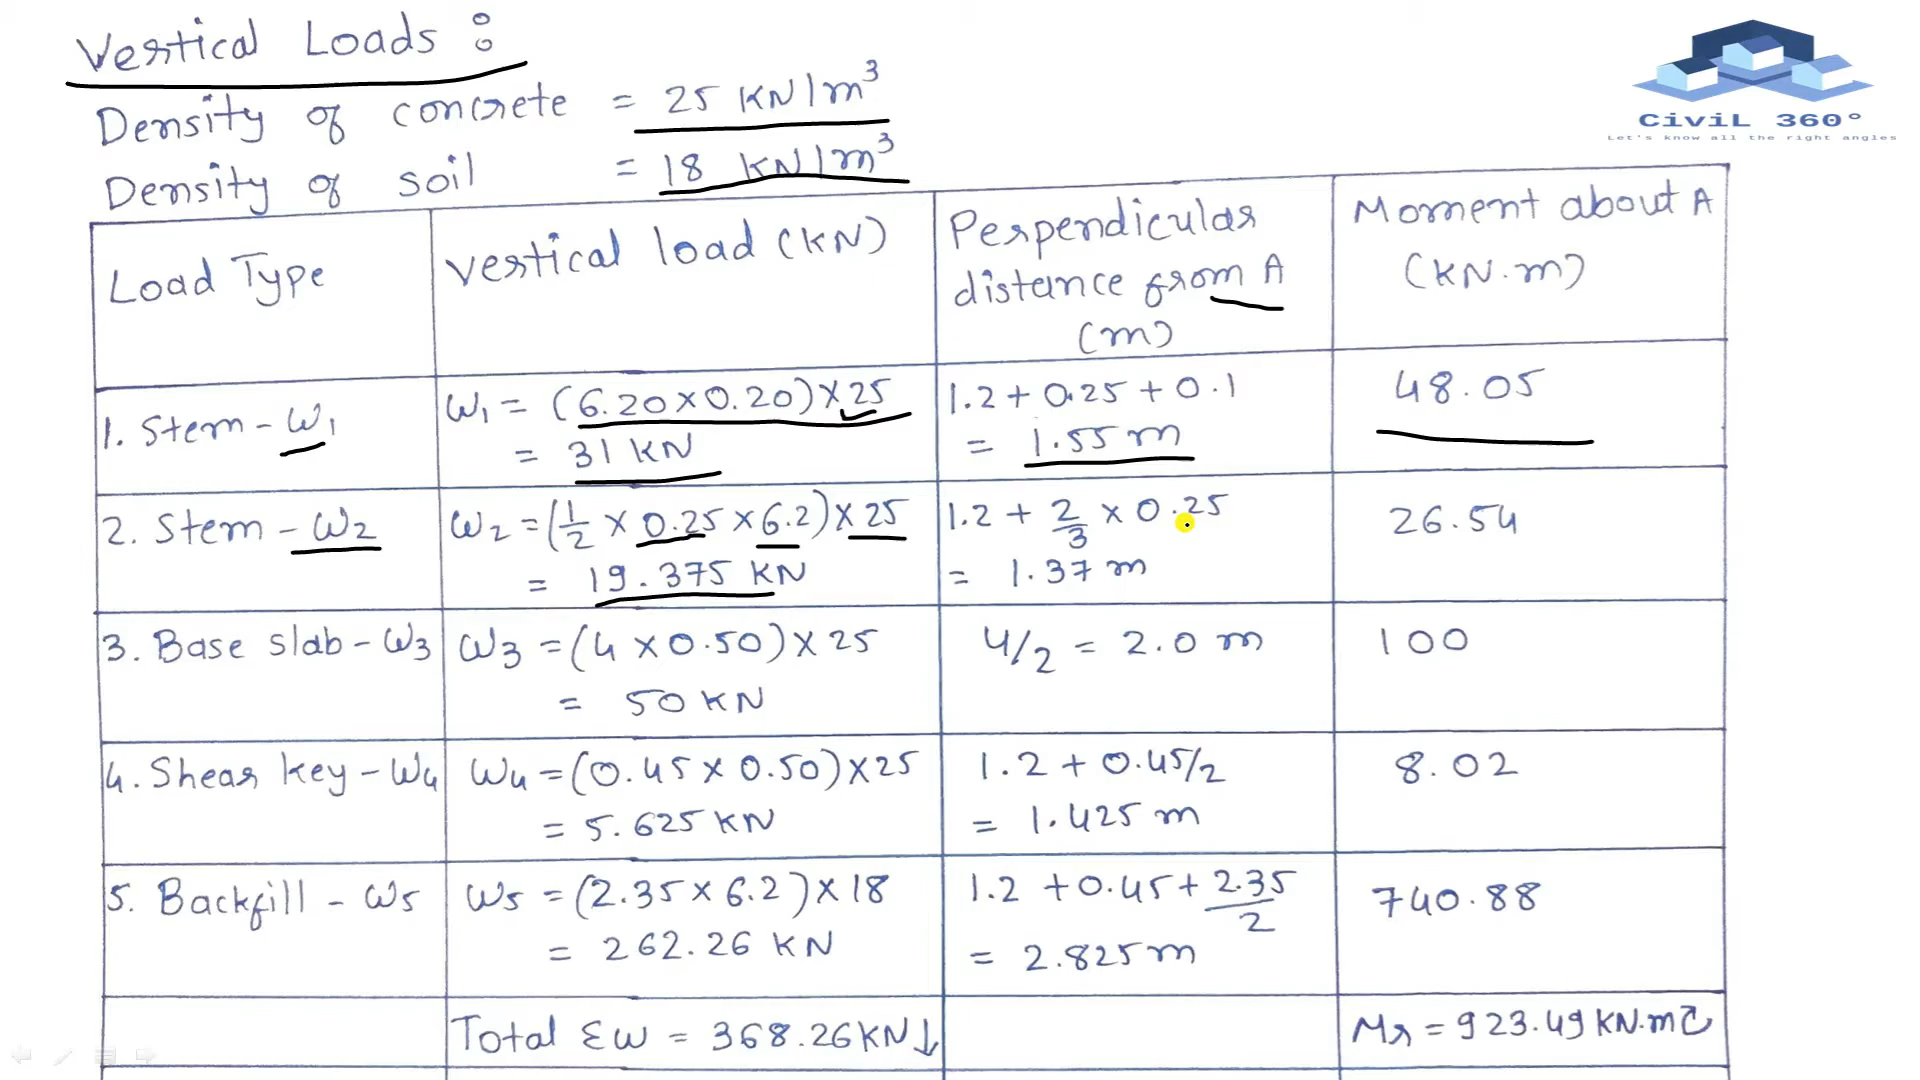 Vertical Loads :
Density of concrete = 25 KN/m³
Density of soil = 18 KN/m³
CiviL 360°
Let's know all the right angles
Load Type
Vertical load (KN)
Perpendicular
distance from A
(m)
Moment about A
(KN.m)
1. Stem - W₁
W₁ = (6.20 × 0.20) × 25
= 31 KN
1.2 + 0.25 + 0.1
= 1.55 m
48.05
2. Stem - W₂
W₂ = (1/2 × 0.25 × 6.2) × 25
= 19.375 KN
1.2 + 2/3 × 0.25
= 1.37 m
26.54
3. Base slab - W₃
W₃ = (4 × 0.50) × 25
= 50 KN
4/2 = 2.0 m
100
4. Shear key - W₄
W₄ = (0.45 × 0.50) × 25
= 5.625 KN
1.2 + 0.45/2
= 1.425 m
8.02
5. Backfill - W₅
W₅ = (2.35 × 6.2) × 18
= 262.26 KN
1.2 + 0.45 + 2.35/2
= 2.825 m
740.88
Total ΣW = 368.26 KN ↓
Mr = 923.49 KN.m ↻